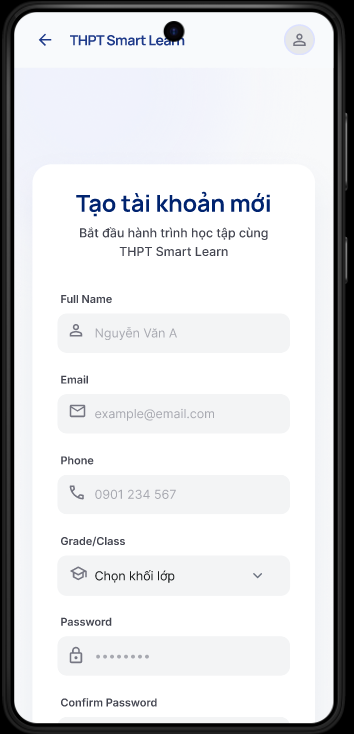 THPT Smart Learn
Tạo tài khoản mới
Bắt đầu hành trình học tập cùng
THPT Smart Learn
Full Name
Nguyễn Văn A
Email
example@email.com
Phone
0901 234 567
Grade/Class
Chọn khối lớp
Password
••••••••
Confirm Password